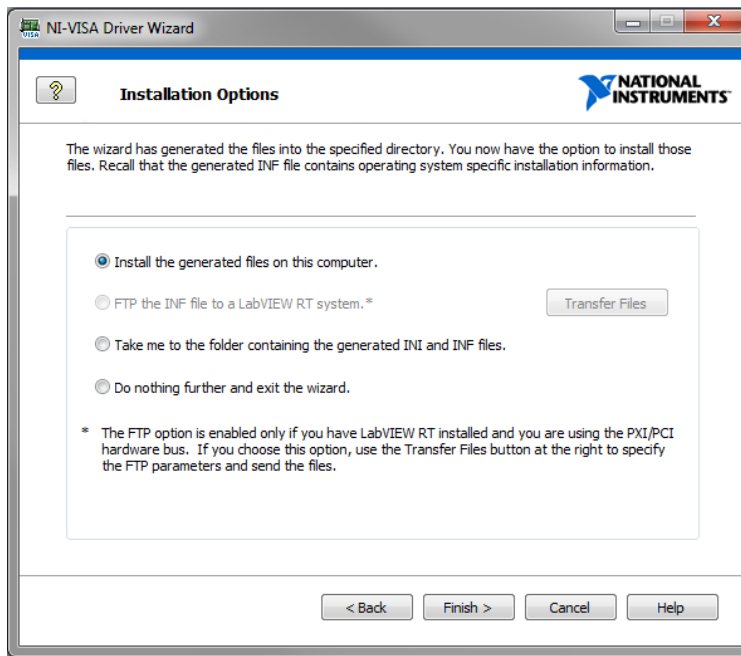 NI-VISA Driver Wizard
VISA
?
Installation Options
NATIONAL
INSTRUMENTS™
The wizard has generated the files into the specified directory. You now have the option to install those
files. Recall that the generated INF file contains operating system specific installation information.
Install the generated files on this computer.
FTP the INF file to a LabVIEW RT system.*
Transfer Files
Take me to the folder containing the generated INI and INF files.
Do nothing further and exit the wizard.
* The FTP option is enabled only if you have LabVIEW RT installed and you are using the PXI/PCI
hardware bus. If you choose this option, use the Transfer Files button at the right to specify
the FTP parameters and send the files.
< Back
Finish >
Cancel
Help